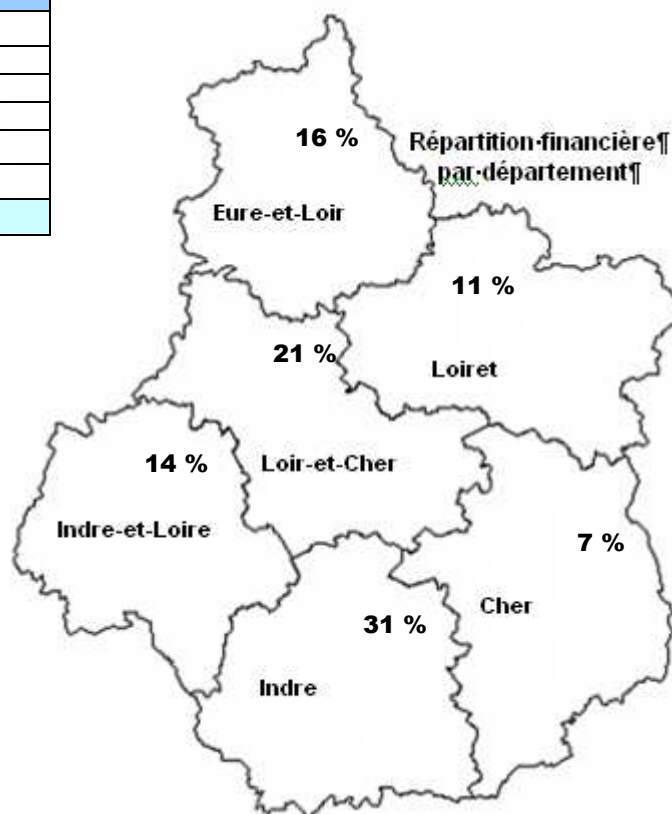 16 %
Répartition·financière¶
par·département¶
Eure-et-Loir
11 %
21 %
Loiret
14 %
Loir-et-Cher
Indre-et-Loire
7 %
Cher
31 %
Indre